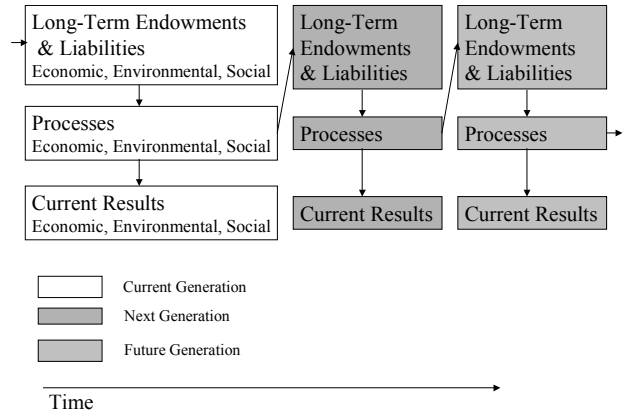 Long-Term Endowments
& Liabilities
Economic, Environmental, Social
Processes
Economic, Environmental, Social
Current Results
Economic, Environmental, Social
Long-Term
Endowments
& Liabilities
Processes
Current Results
Long-Term
Endowments
& Liabilities
Processes
Current Results
Current Generation
Next Generation
Future Generation
Time